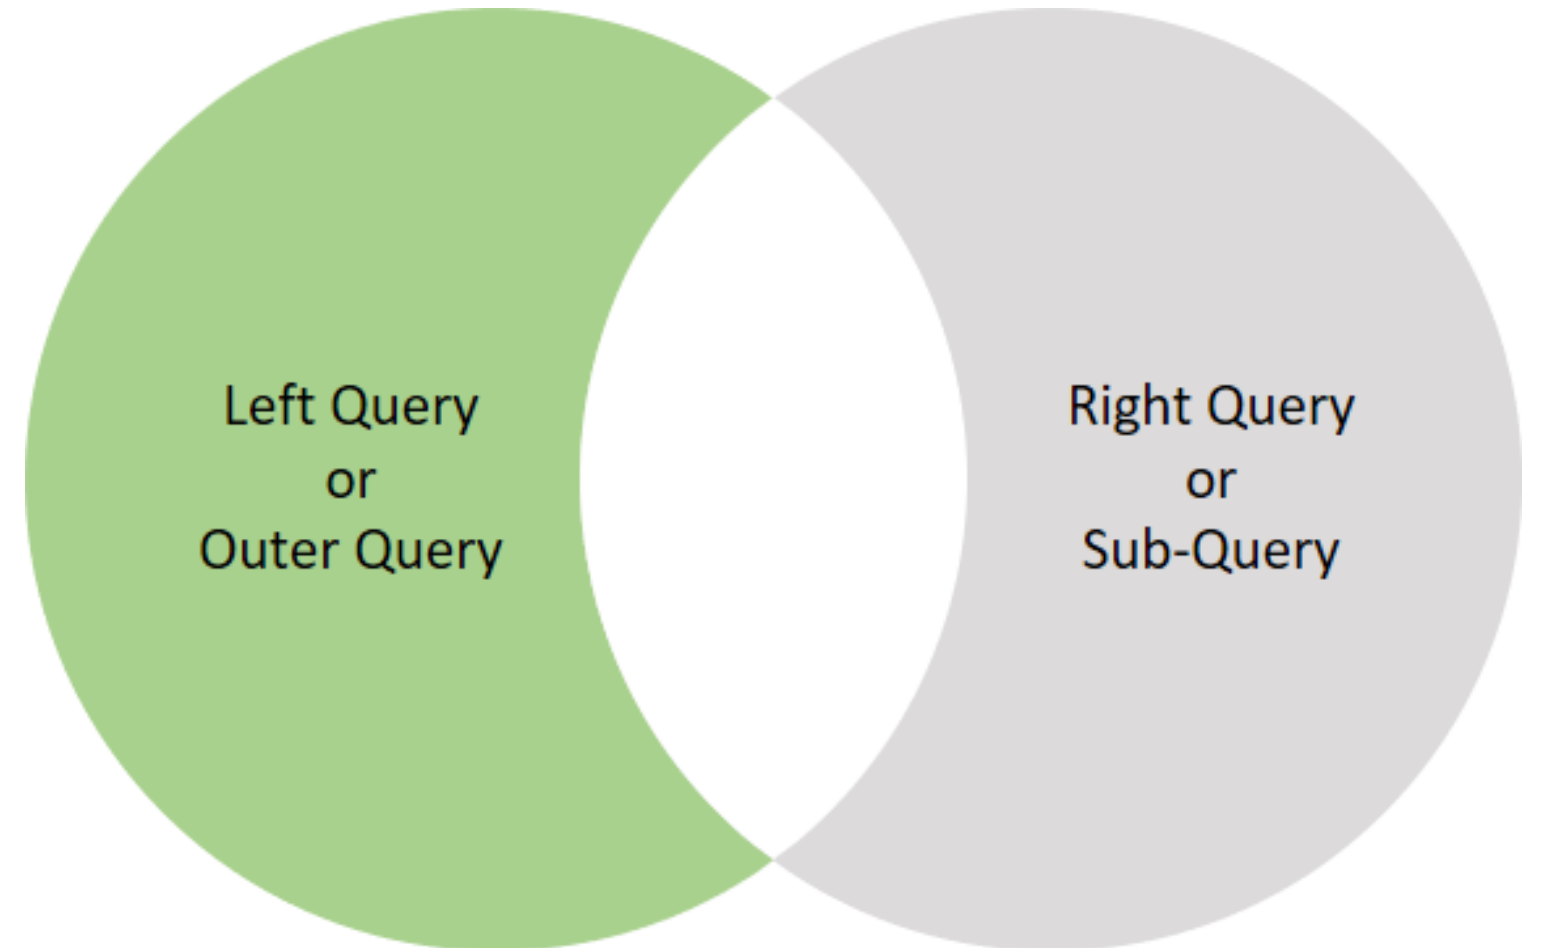 Left Query
or
Outer Query
Right Query
or
Sub-Query